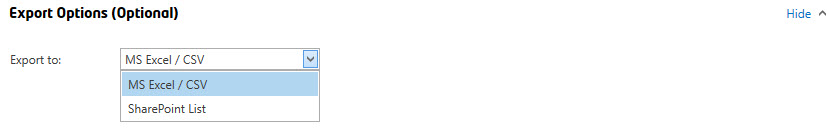 Export Options (Optional)
Hide
Export to:
MS Excel / CSV
MS Excel / CSV
SharePoint List